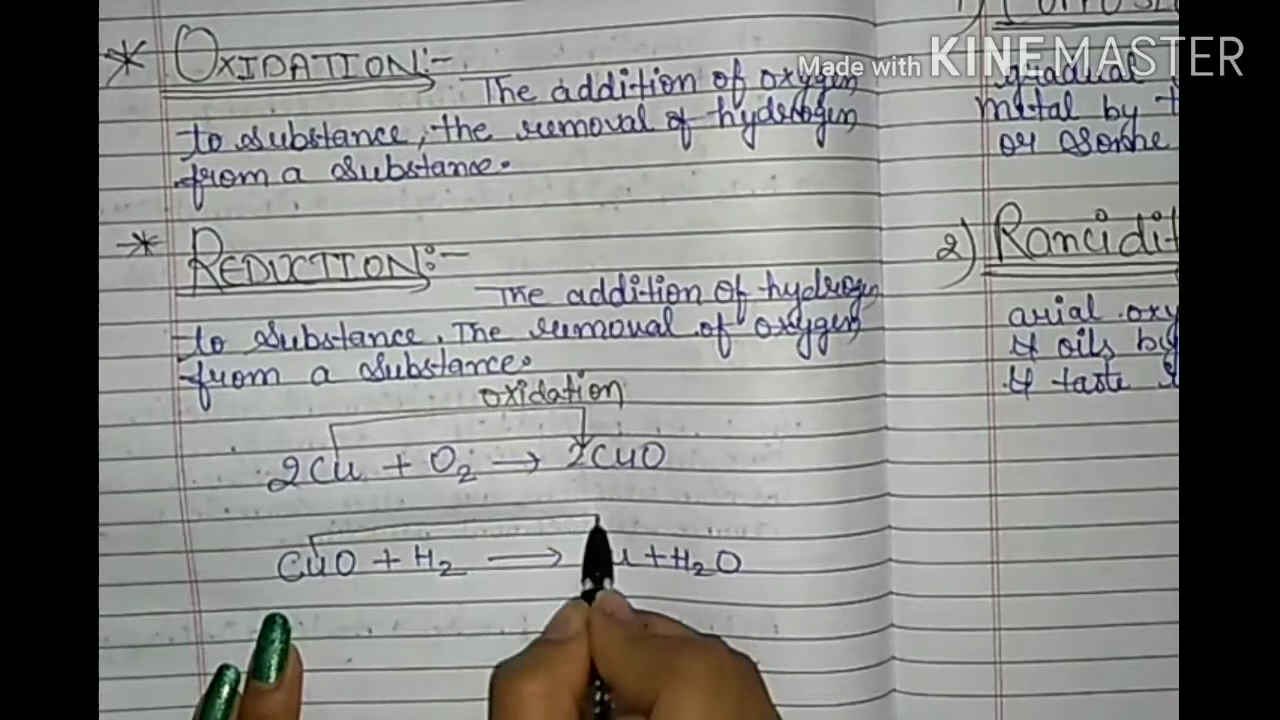 * OXIDATION:-
The addition of oxygen
to substance, the removal of hydrogen
from a substance.
* REDUCTION:-
The addition of hydrogen
to substance. The removal of oxygen
from a substance.
oxidation
2Cu + O₂ → 2CuO
CuO + H₂ → u + H₂O
Made with KINEMASTER
1)
gradual
metal by
or some
2) Rancidit
arial oxy
& oils by
& taste